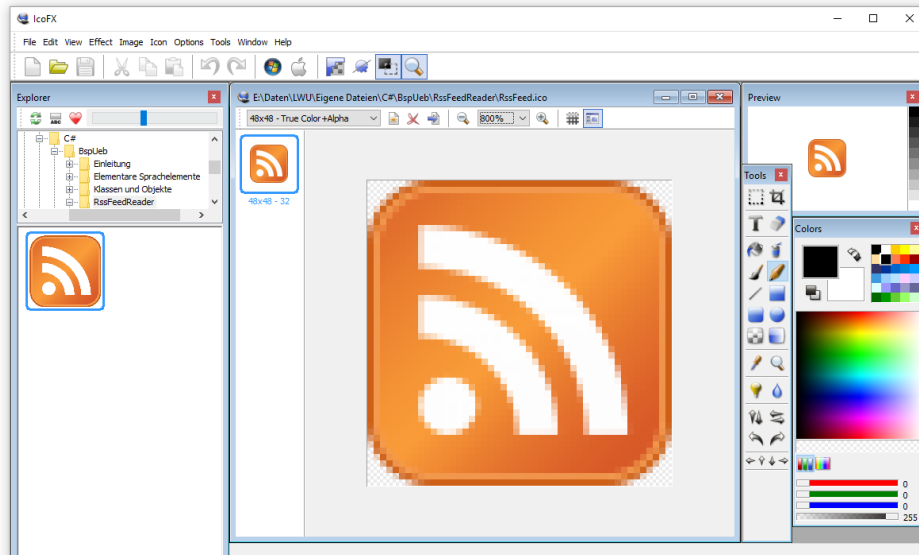 IcoFX
File Edit View Effect Image Icon Options Tools Window Help
Explorer
E:\Daten\LWU\Eigene Dateien\C#\BspUeb\RssFeedReader\RssFeed.ico
Preview
ABC
48x48 - True Color+Alpha
800%
C#
BspUeb
Einleitung
Elementare Sprachelemente
Klassen und Objekte
RssFeedReader
48x48 - 32
Tools
T
Colors
0
0
0
255